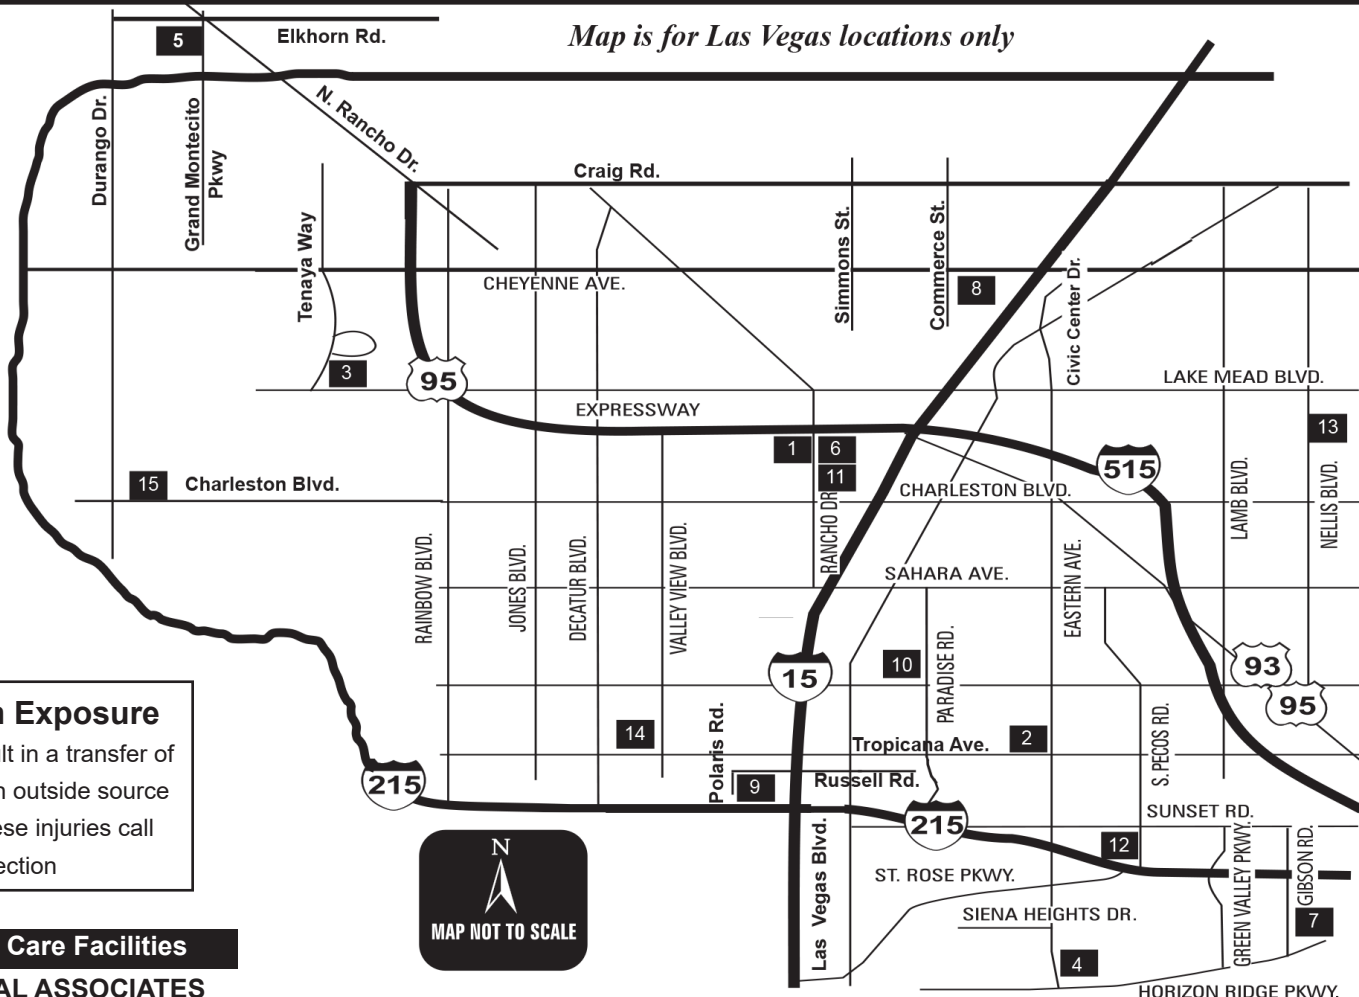 Map is for Las Vegas locations only
5
Elkhorn Rd.
N. Rancho Dr.
Durango Dr.
Grand Montecito
Pkwy
Craig Rd.
Tenaya Way
Simmons St.
Commerce St.
8
Civic Center Dr.
CHEYENNE AVE.
3
95
LAKE MEAD BLVD.
EXPRESSWAY
13
1
6
11
515
15
Charleston Blvd.
CHARLESTON BLVD.
RANCHO DR
LAMB BLVD.
NELLIS BLVD.
RAINBOW BLVD.
JONES BLVD.
DECATUR BLVD.
VALLEY VIEW BLVD.
SAHARA AVE.
EASTERN AVE.
15
10
PARADISE RD.
93
95
n Exposure
ult in a transfer of
n outside source
ese injuries call
ection
14
Polaris Rd.
Tropicana Ave.
2
S. PECOS RD.
215
9
Russell Rd.
215
SUNSET RD.
N
MAP NOT TO SCALE
Las Vegas Blvd.
12
ST. ROSE PKWY.
GREEN VALLEY PKWY.
GIBSON RD.
SIENA HEIGHTS DR.
7
4
HORIZON RIDGE PKWY.
Care Facilities
AL ASSOCIATES